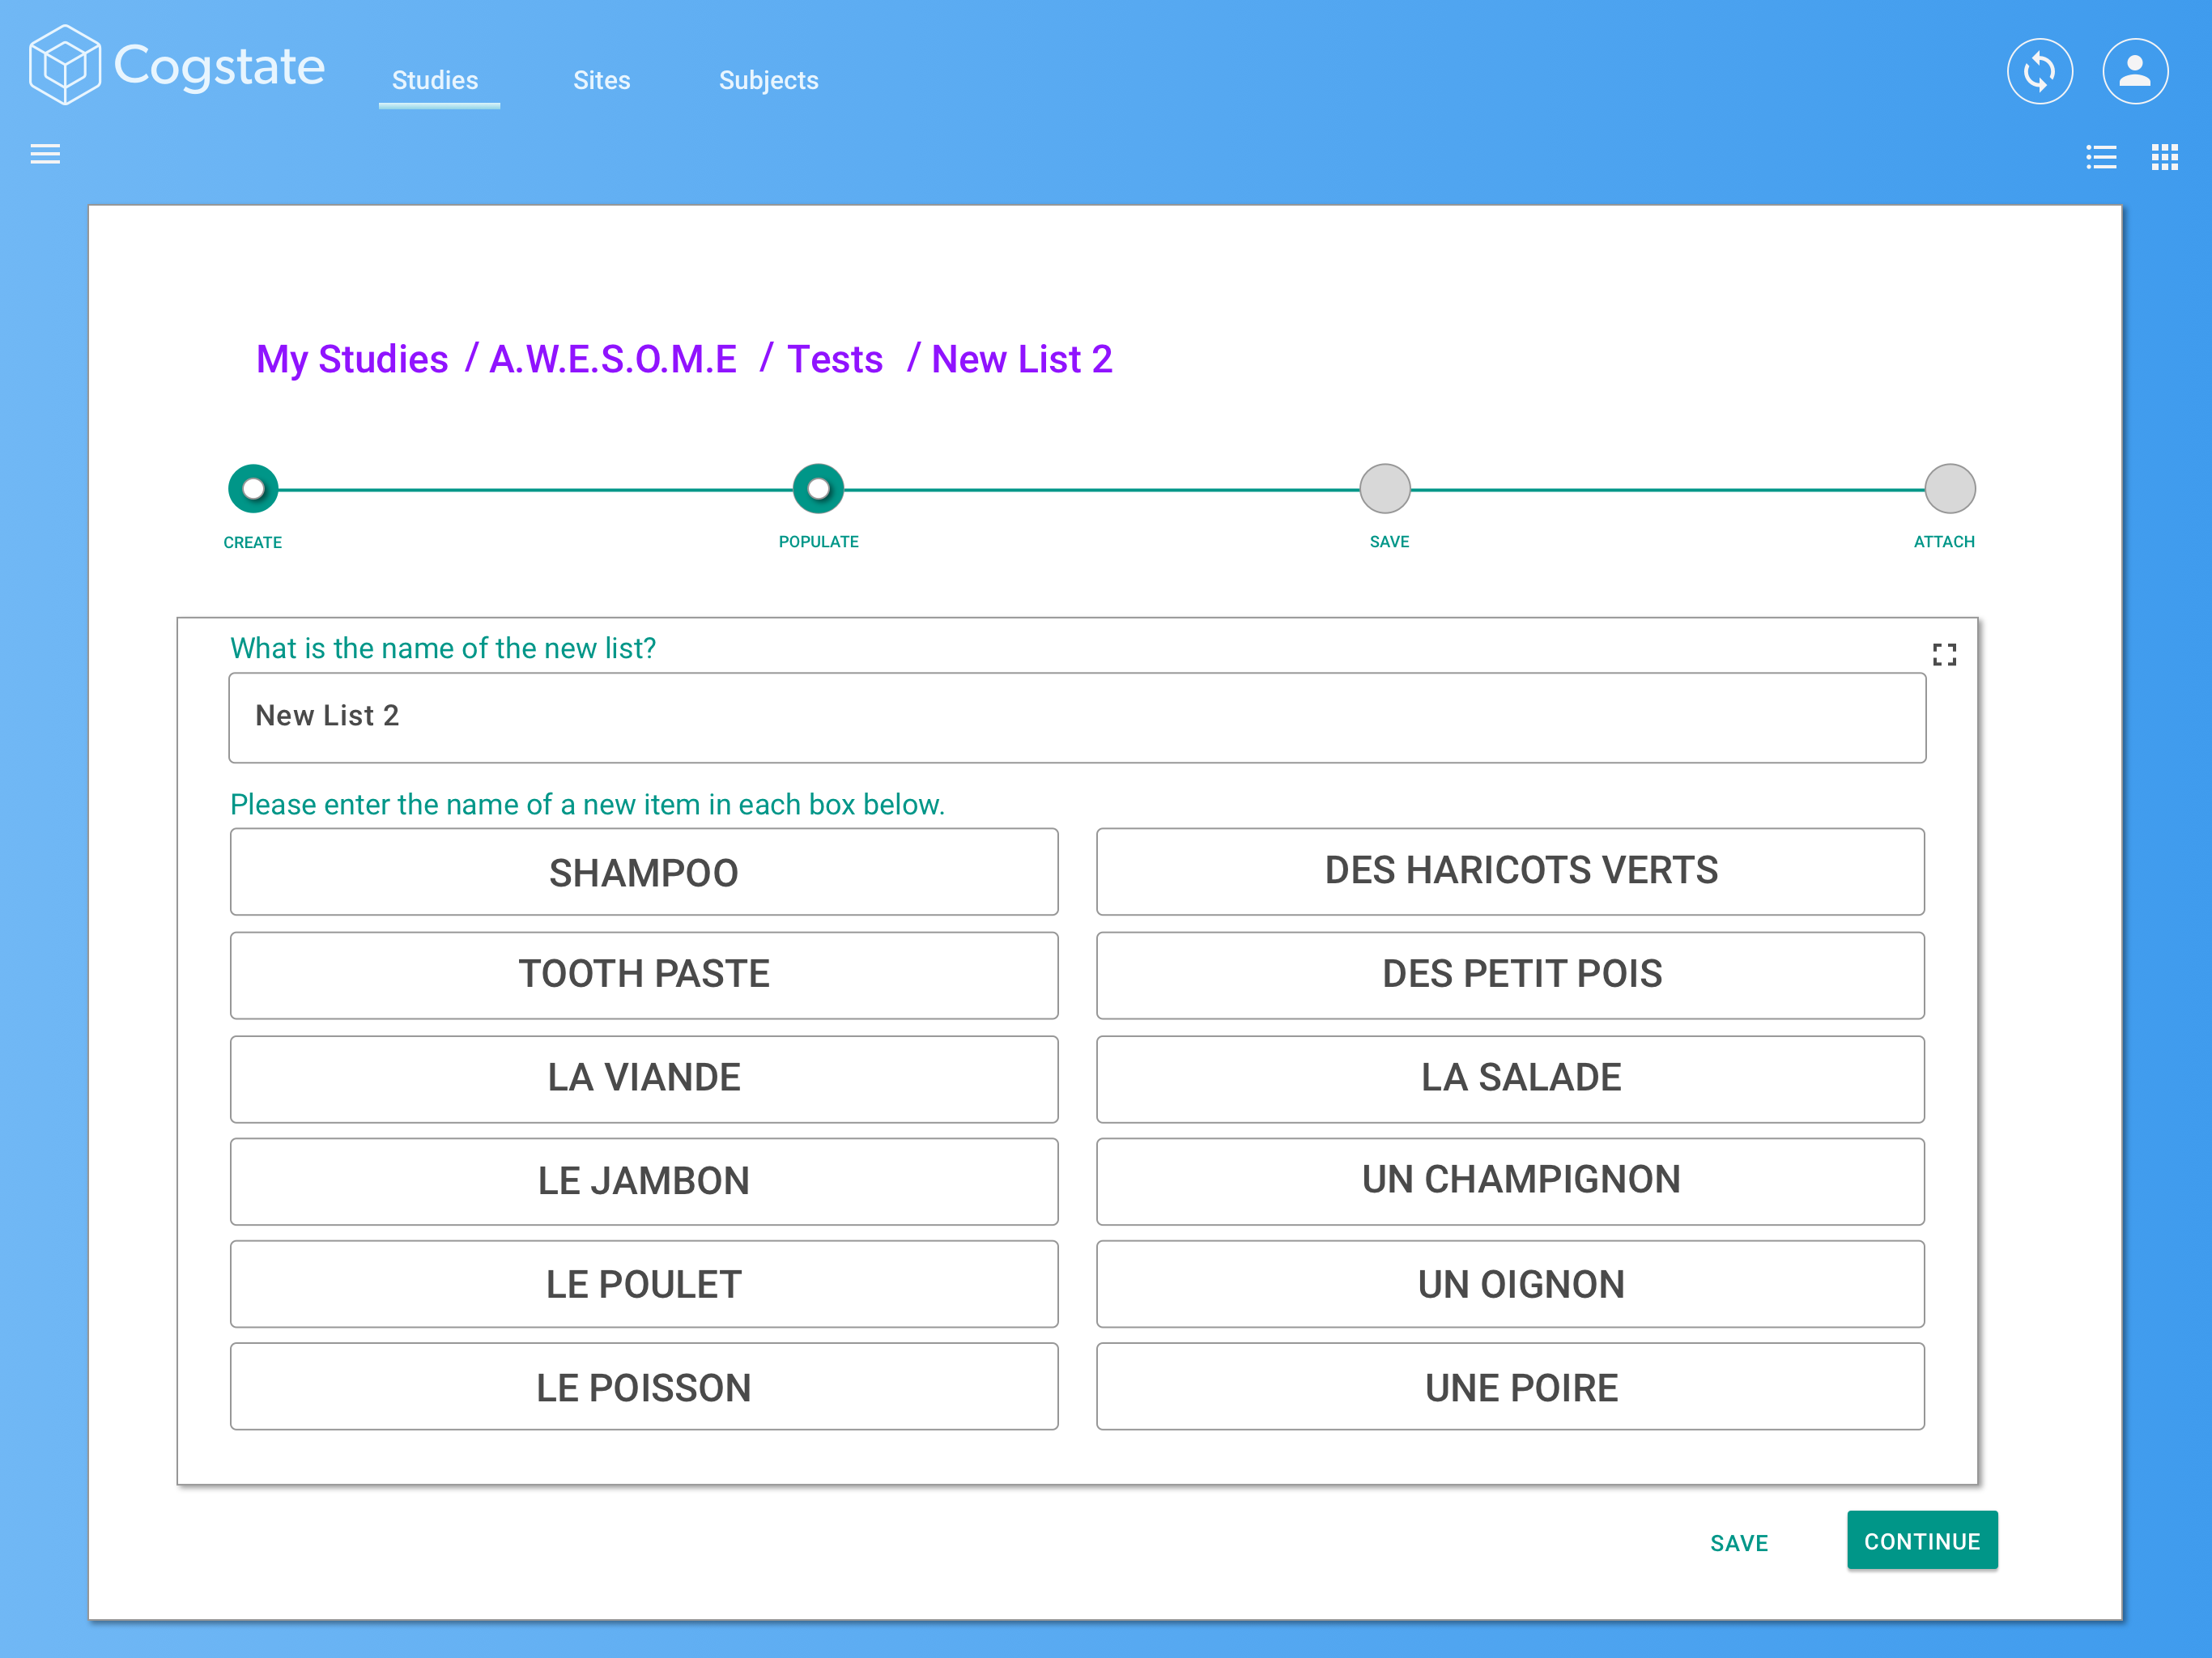 Cogstate
Studies Sites Subjects
My Studies / A.W.E.S.O.M.E / Tests / New List 2
CREATE POPULATE SAVE ATTACH
What is the name of the new list?
New List 2
Please enter the name of a new item in each box below.
SHAMPOO DES HARICOTS VERTS
TOOTH PASTE DES PETIT POIS
LA VIANDE LA SALADE
LE JAMBON UN CHAMPIGNON
LE POULET UN OIGNON
LE POISSON UNE POIRE
SAVE CONTINUE